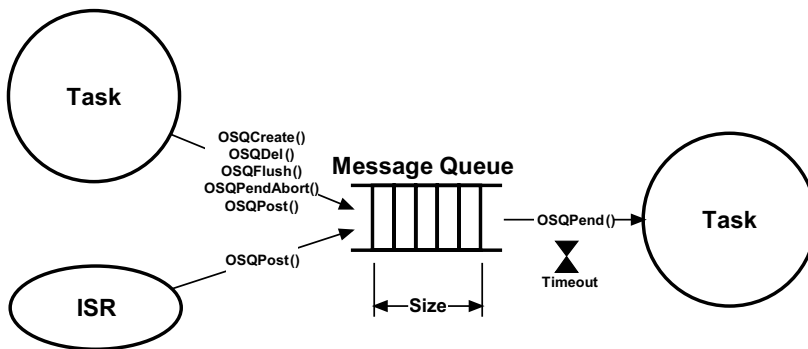 Task
OSQCreate()
OSQDel()
OSQFlush()
OSQPendAbort()
OSQPost()
Message Queue
OSQPend()
Timeout
Task
OSQPost()
ISR
Size